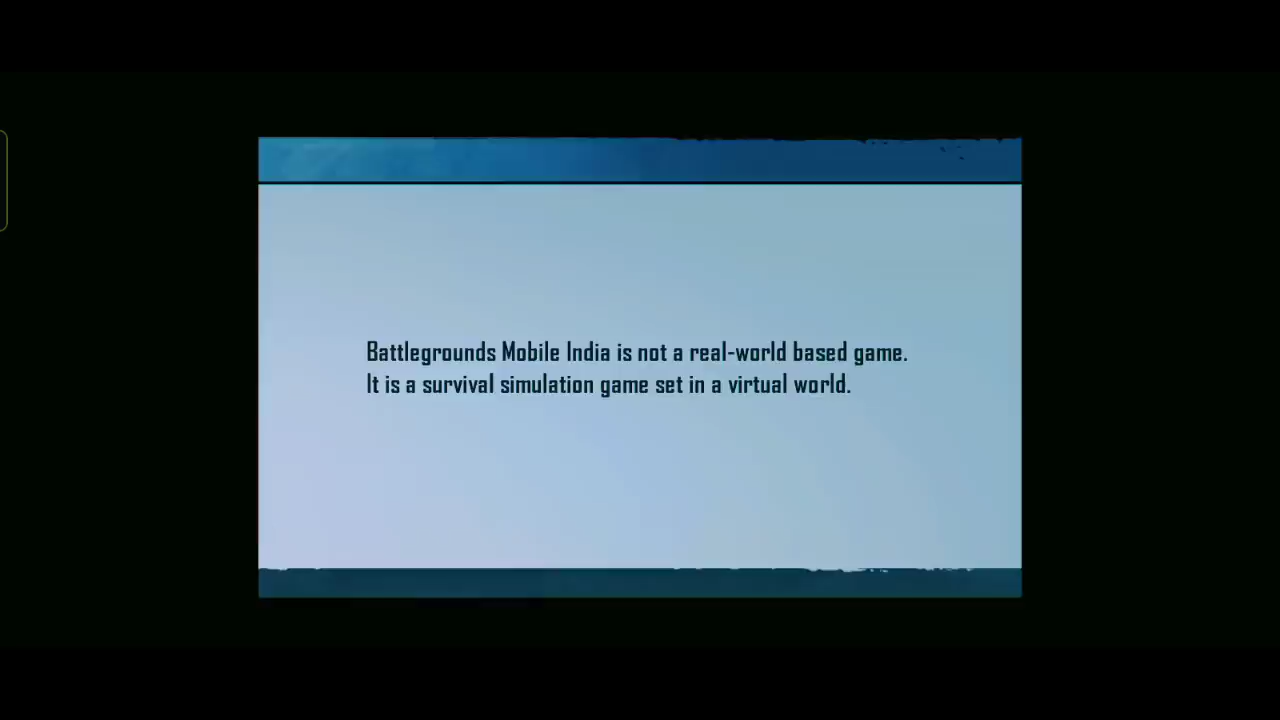 Battlegrounds Mobile India is not a real-world based game.
It is a survival simulation game set in a virtual world.